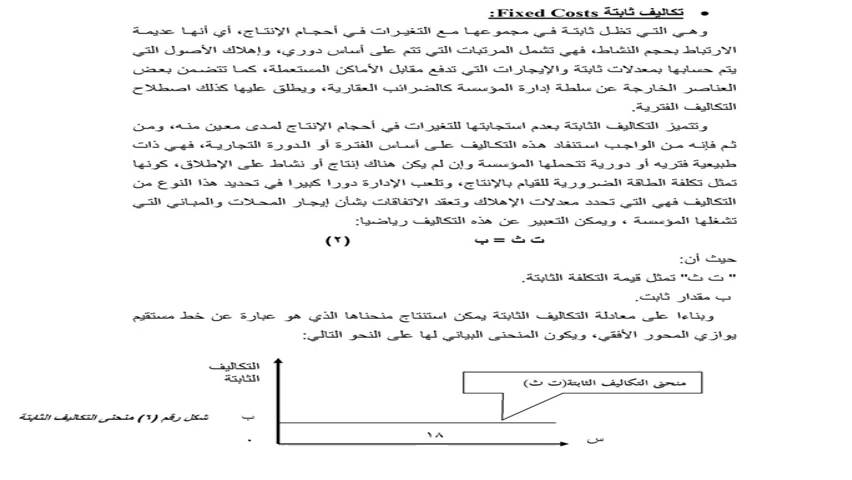 • تكاليف ثابتة Fixed Costs:
وهي التي تظل ثابتة في مجموعها مع التغيرات في أحجام الإنتاج، أي أنها عديمة
الارتباط بحجم النشاط، فهي تشمل المرتبات التي تتم على أساس دوري، وإهلاك الأصول التي
يتم حسابها بمعدلات ثابتة والإيجارات التي تدفع مقابل الأماكن المستعملة، كما تتضمن بعض
العناصر الخارجة عن سلطة إدارة المؤسسة كالضرائب العقارية، ويطلق عليها كذلك اصطلاح
التكاليف الفترية.
وتتميز التكاليف الثابتة بعدم استجابتها للتغيرات في أحجام الإنتاج لمدى معين منه، ومن
ثم فإنه من الواجب استنفاد هذه التكاليف على أساس الفترة أو الدورة التجارية، فهي ذات
طبيعية فتريه أو دورية تتحملها المؤسسة وإن لم يكن هناك إنتاج أو نشاط على الإطلاق، كونها
تمثل تكلفة الطاقة الضرورية للقيام بالإنتاج، وتلعب الإدارة دورا كبيرا في تحديد هذا النوع من
التكاليف فهي التي تحدد معدلات الإهلاك وتعقد الاتفاقات بشأن إيجار المحلات والمباني التي
تشغلها المؤسسة ، ويمكن التعبير عن هذه التكاليف رياضيا:
ت ث = ب (٢)
حيث أن:
" ت ث" تمثل قيمة التكلفة الثابتة.
ب مقدار ثابت.
وبناءا على معادلة التكاليف الثابتة يمكن استنتاج منحناها الذي هو عبارة عن خط مستقيم
يوازي المحور الأفقي، ويكون المنحنى البياني لها على النحو التالي:
التكاليف
الثابتة
منحنى التكاليف الثابتة(ت ث)
ب
شكل رقم (٦) منحنى التكاليف الثابتة
١٨
س
٠